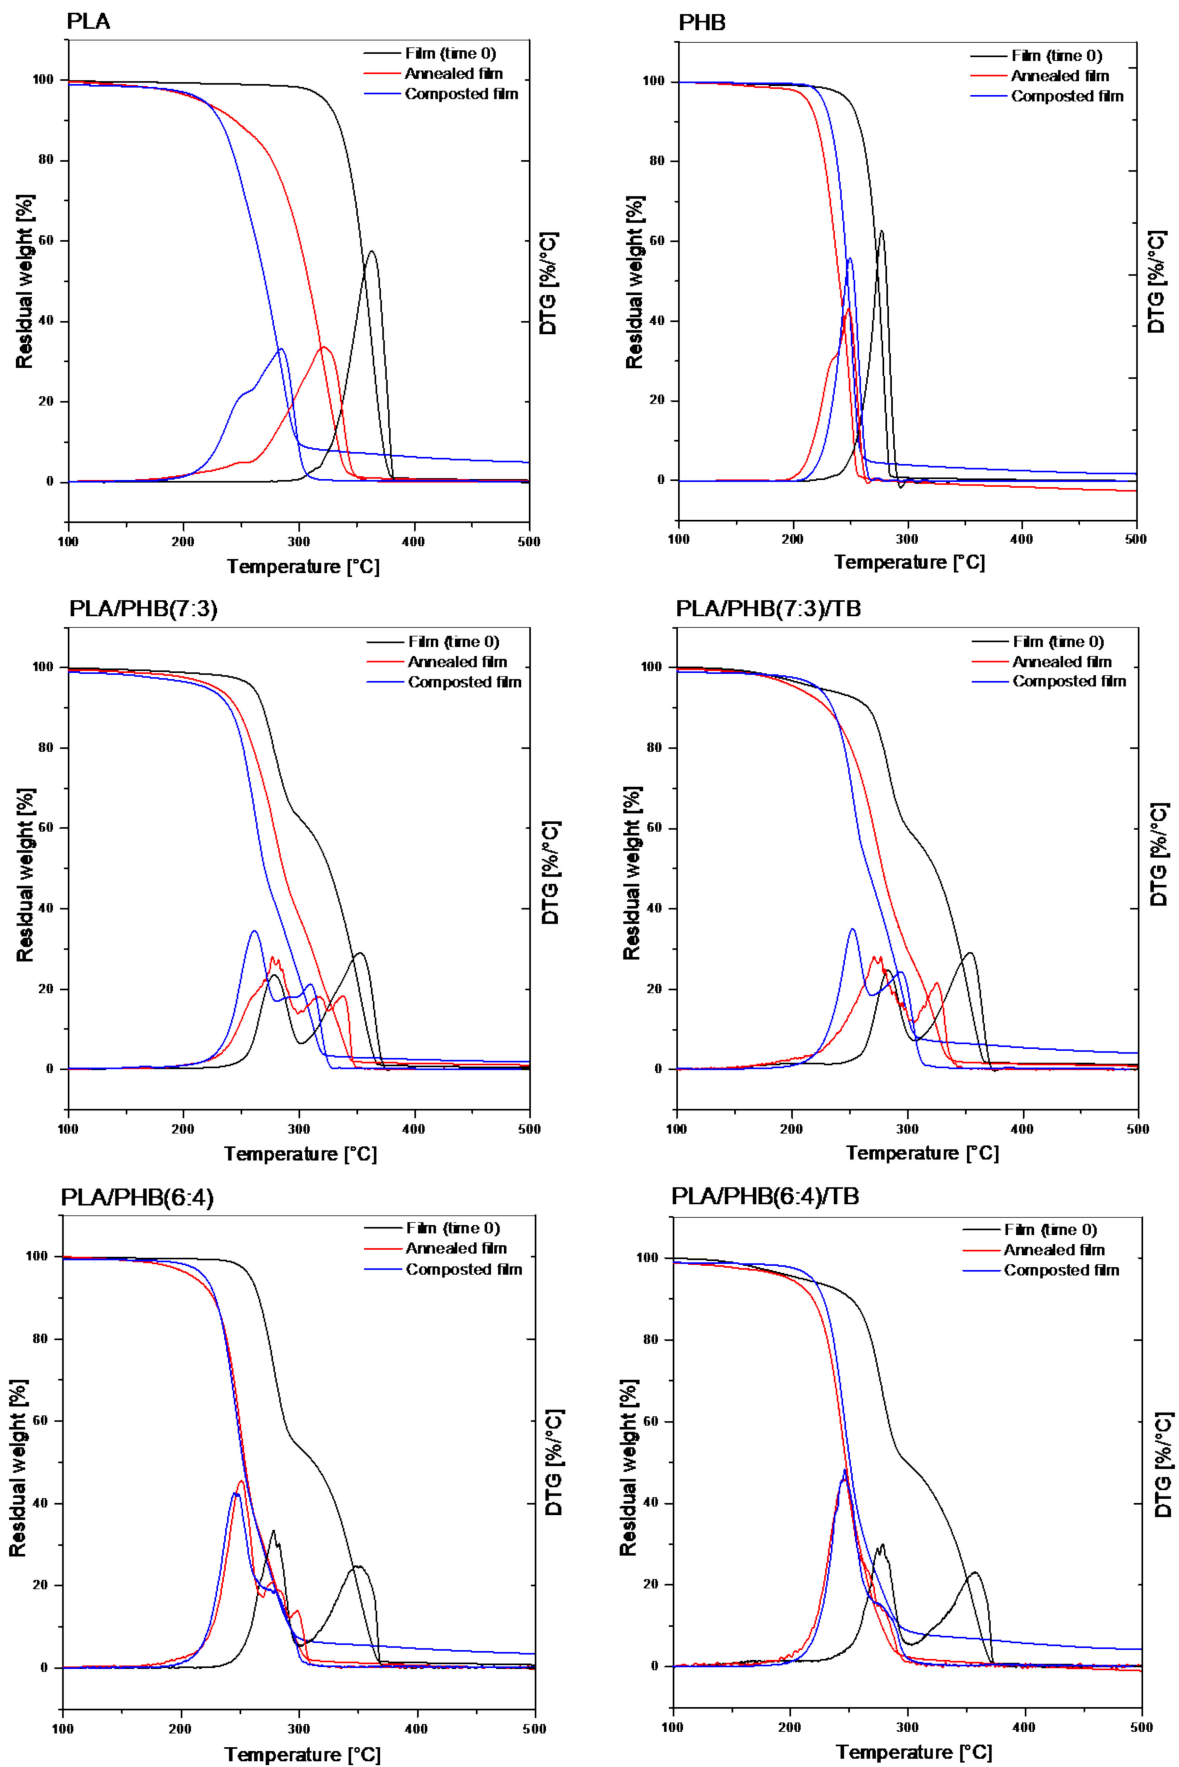 PLA
Film (time 0)
Annealed film
Composted film
100
80
60
40
20
0
Residual weight [%]
DTG [%/°C]
100 200 300 400 500
Temperature [°C]
PHB
Film (time 0)
Annealed film
Composted film
100
80
60
40
20
0
Residual weight [%]
DTG [%/°C]
100 200 300 400 500
Temperature [°C]
PLA/PHB(7:3)
Film (time 0)
Annealed film
Composted film
100
80
60
40
20
0
Residual weight [%]
DTG [%/°C]
100 200 300 400 500
Temperature [°C]
PLA/PHB(7:3)/TB
Film (time 0)
Annealed film
Composted film
100
80
60
40
20
0
Residual weight [%]
DTG [%/°C]
100 200 300 400 500
Temperature [°C]
PLA/PHB(6:4)
Film (time 0)
Annealed film
Composted film
100
80
60
40
20
0
Residual weight [%]
DTG [%/°C]
100 200 300 400 500
Temperature [°C]
PLA/PHB(6:4)/TB
Film (time 0)
Annealed film
Composted film
100
80
60
40
20
0
Residual weight [%]
DTG [%/°C]
100 200 300 400 500
Temperature [°C]